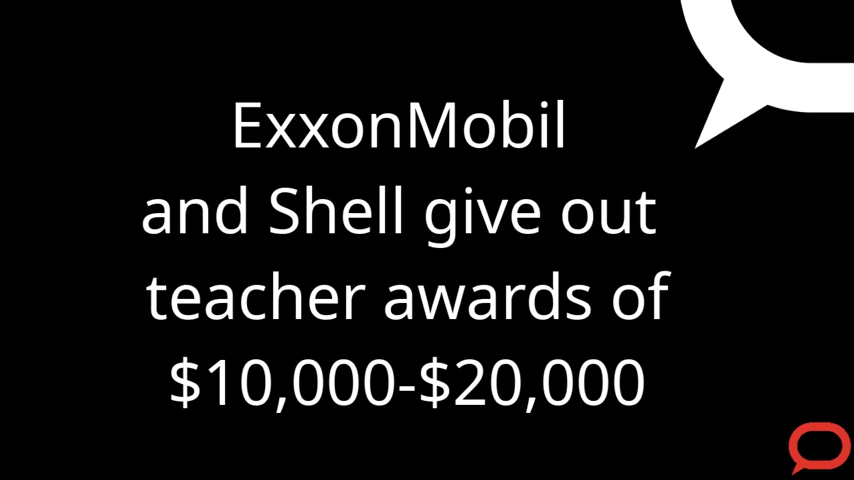 ExxonMobil
and Shell give out
teacher awards of
$10,000-$20,000